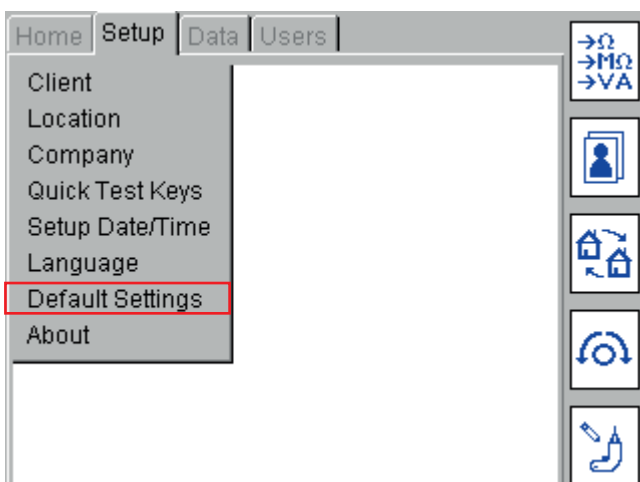 Home Setup Data Users
Client
Location
Company
Quick Test Keys
Setup Date/Time
Language
Default Settings
About
→Ω
→MΩ
→VA